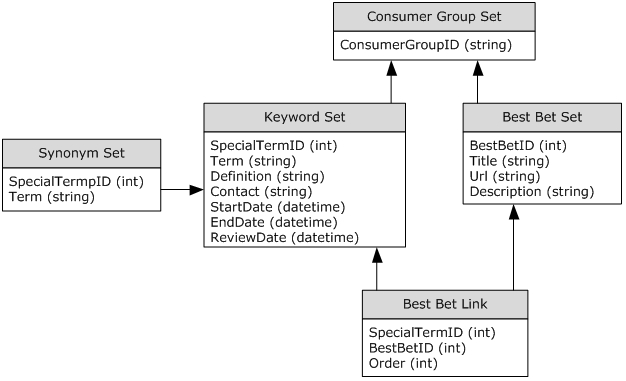 Consumer Group Set
ConsumerGroupID (string)
Keyword Set
SpecialTermID (int)
Term (string)
Definition (string)
Contact (string)
StartDate (datetime)
EndDate (datetime)
ReviewDate (datetime)
Best Bet Set
BestBetID (int)
Title (string)
Url (string)
Description (string)
Synonym Set
SpecialTermpID (int)
Term (string)
Best Bet Link
SpecialTermID (int)
BestBetID (int)
Order (int)